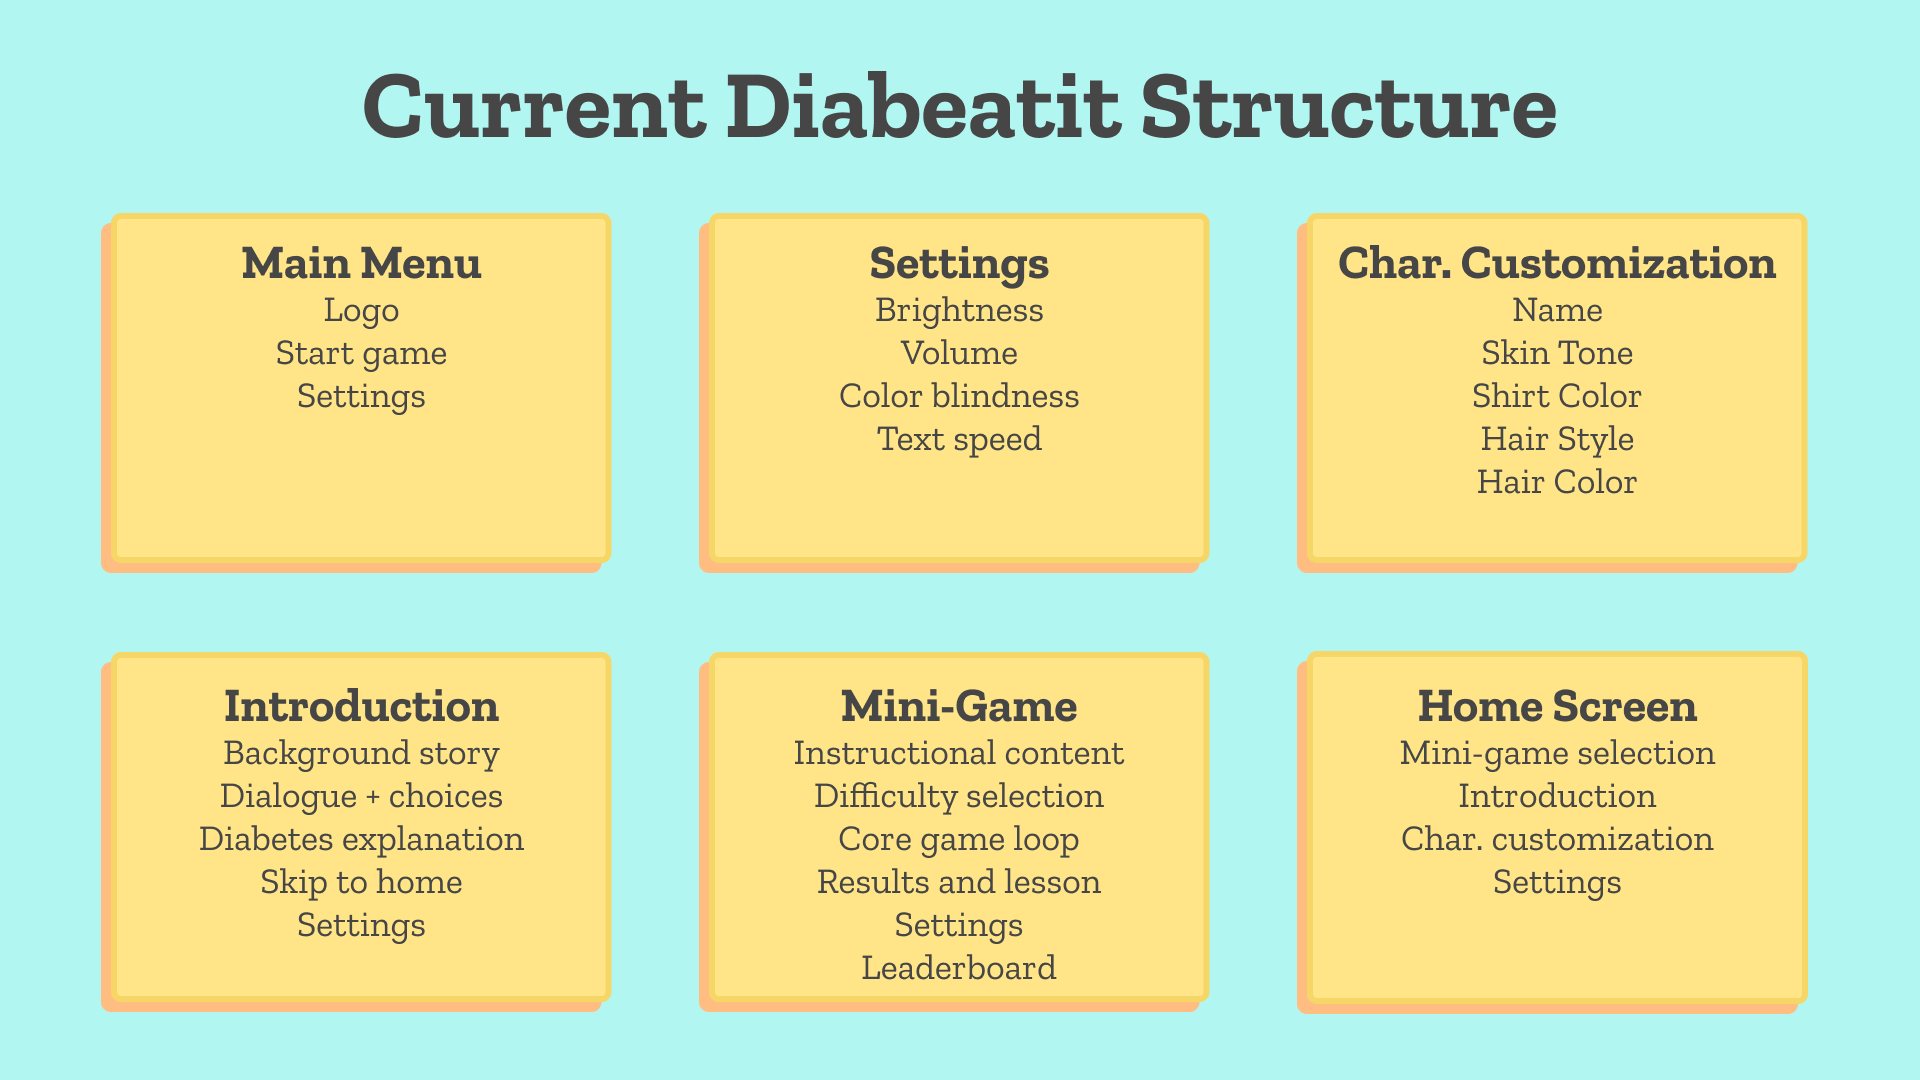 Current Diabeatit Structure
Main Menu
Logo
Start game
Settings
Settings
Brightness
Volume
Color blindness
Text speed
Char. Customization
Name
Skin Tone
Shirt Color
Hair Style
Hair Color
Introduction
Background story
Dialogue + choices
Diabetes explanation
Skip to home
Settings
Mini-Game
Instructional content
Difficulty selection
Core game loop
Results and lesson
Settings
Leaderboard
Home Screen
Mini-game selection
Introduction
Char. customization
Settings